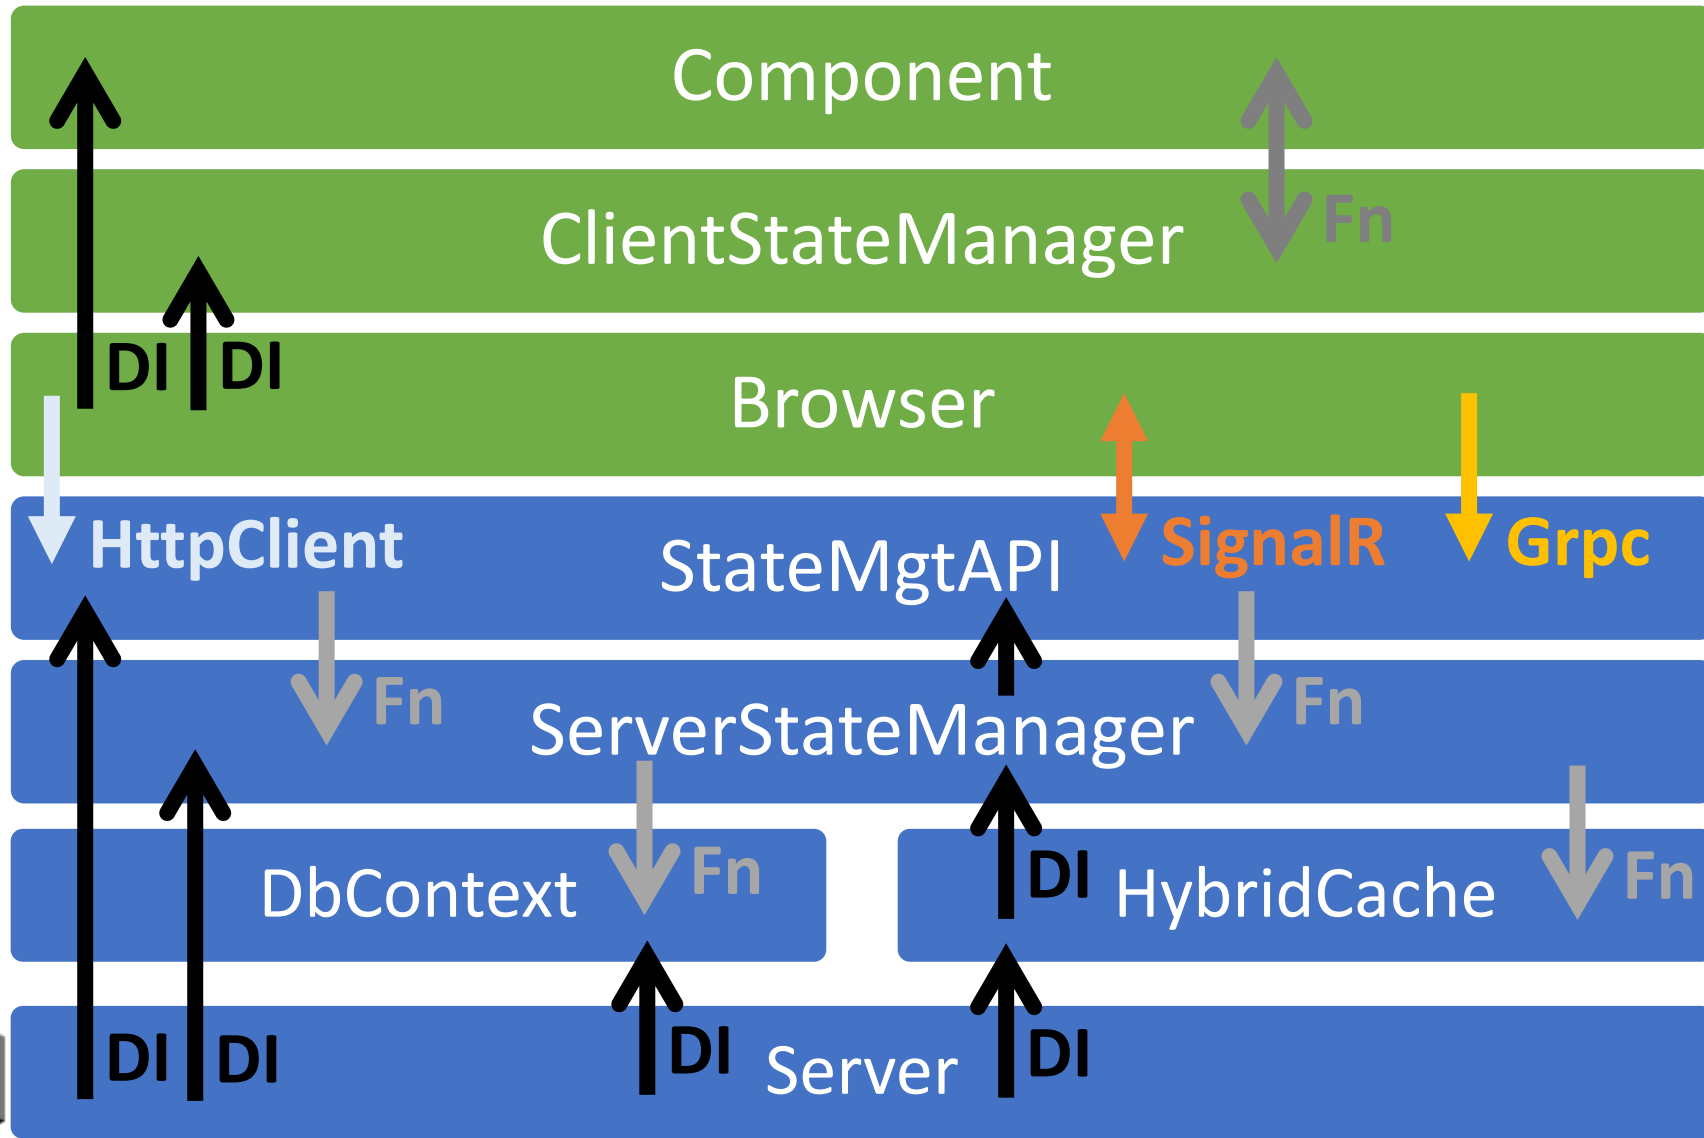 Component
ClientStateManager
Fn
DI
DI
Browser
HttpClient
StateMgtAPI
SignalR
Grpc
Fn
ServerStateManager
Fn
DbContext
Fn
DI
HybridCache
Fn
DI
DI
DI
Server
DI